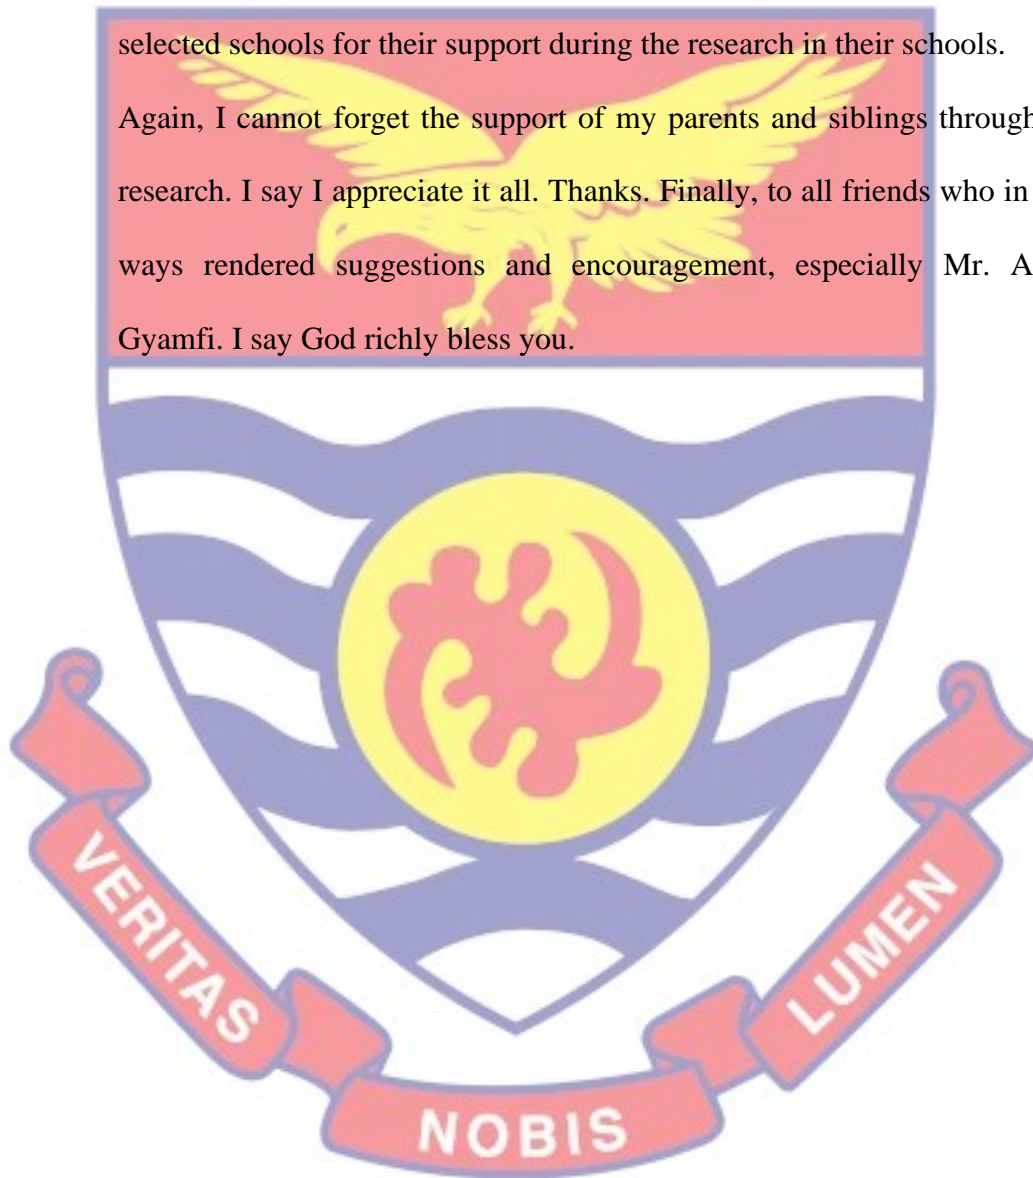 selected schools for their support during the research in their schools.
Again, I cannot forget the support of my parents and siblings through
research. I say I appreciate it all. Thanks. Finally, to all friends who in
ways rendered suggestions and encouragement, especially Mr. A
Gyamfi. I say God richly bless you.
VERITAS
NOBIS
LUMEN